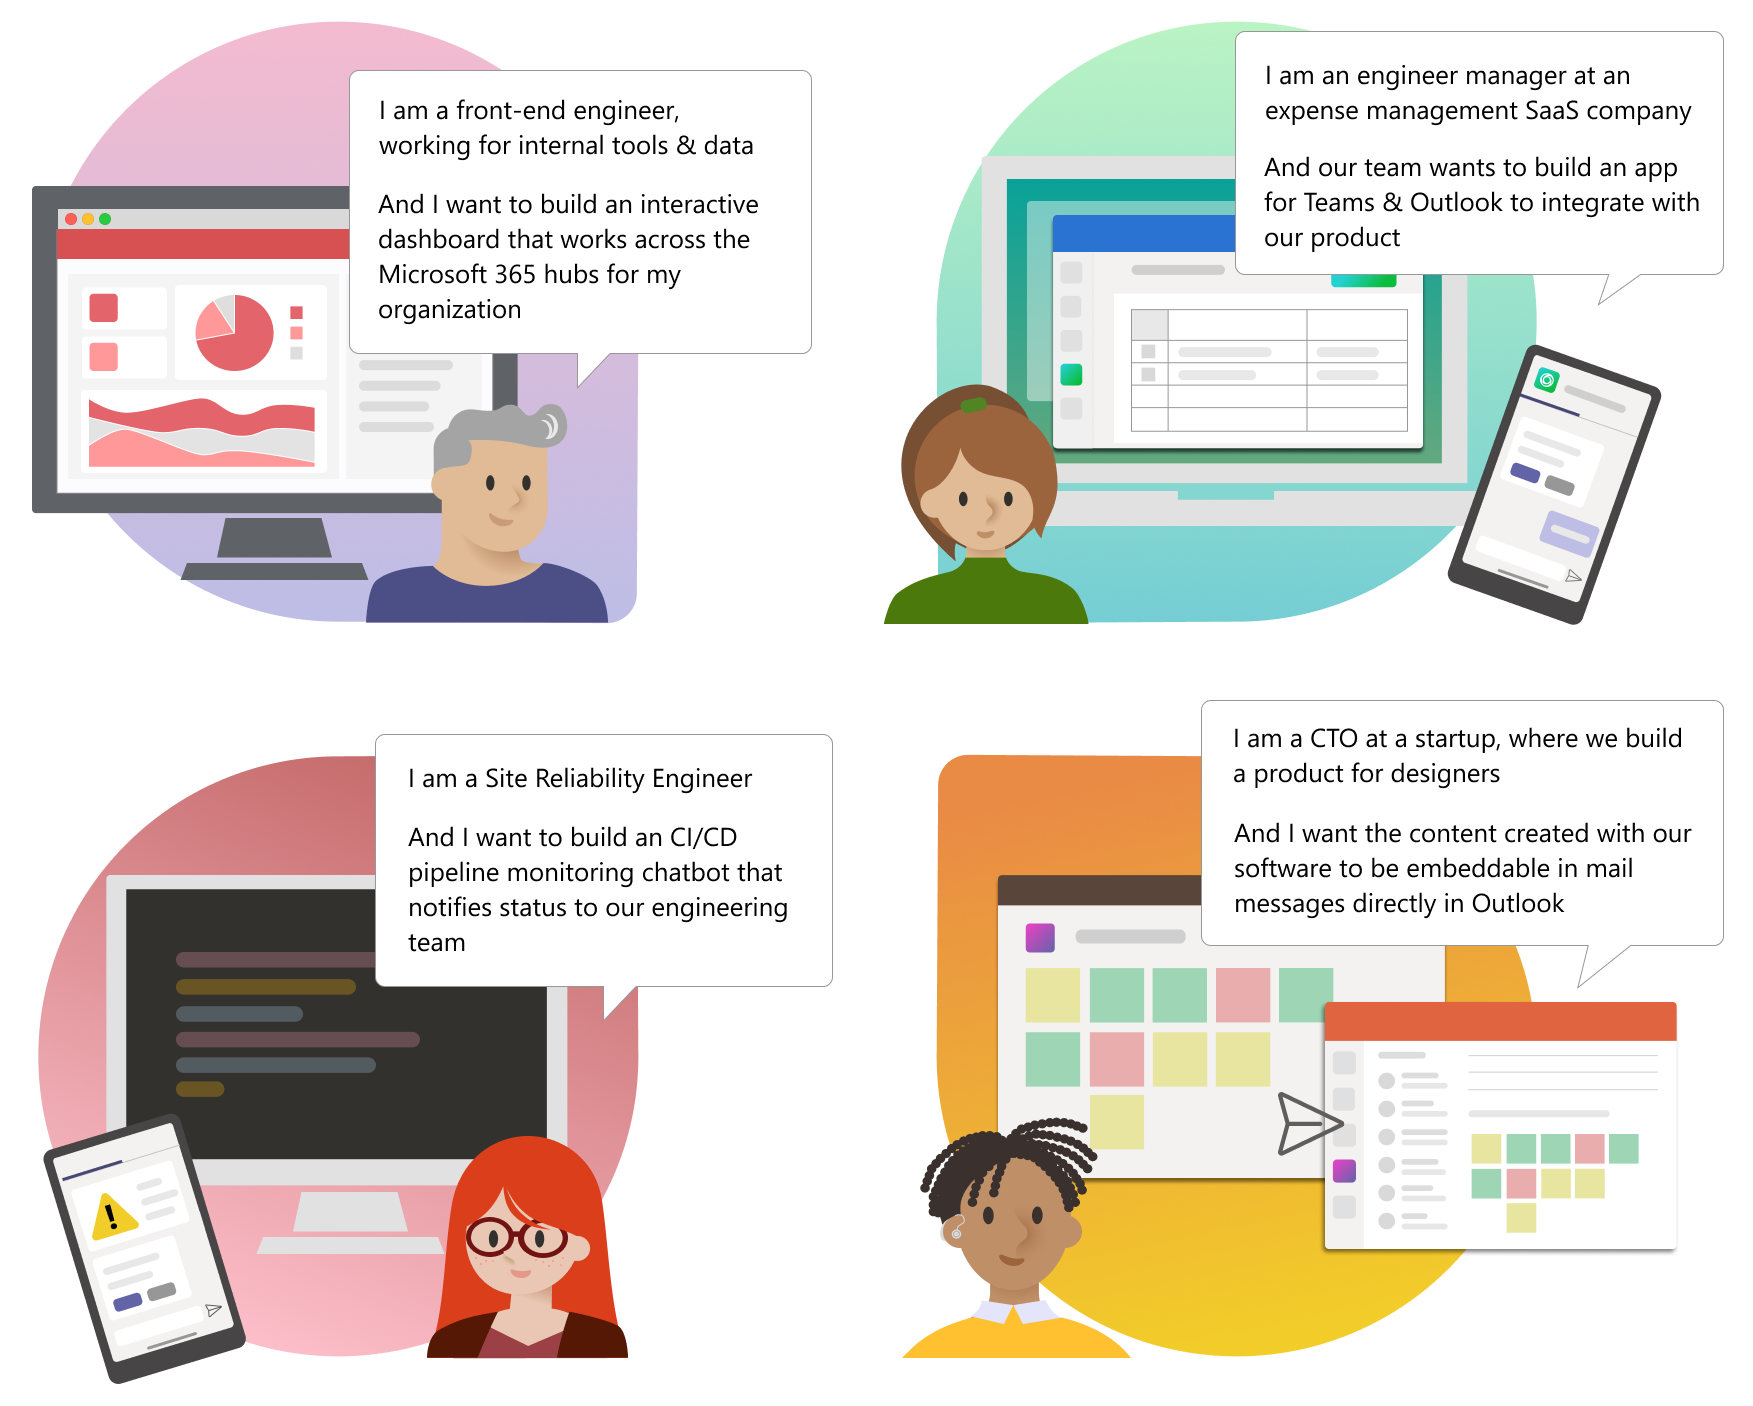 I am a front-end engineer,
working for internal tools & data
And I want to build an interactive
dashboard that works across the
Microsoft 365 hubs for my
organization
I am an engineer manager at an
expense management SaaS company
And our team wants to build an app
for Teams & Outlook to integrate with
our product
I am a Site Reliability Engineer
And I want to build an CI/CD
pipeline monitoring chatbot that
notifies status to our engineering
team
I am a CTO at a startup, where we build
a product for designers
And I want the content created with our
software to be embeddable in mail
messages directly in Outlook